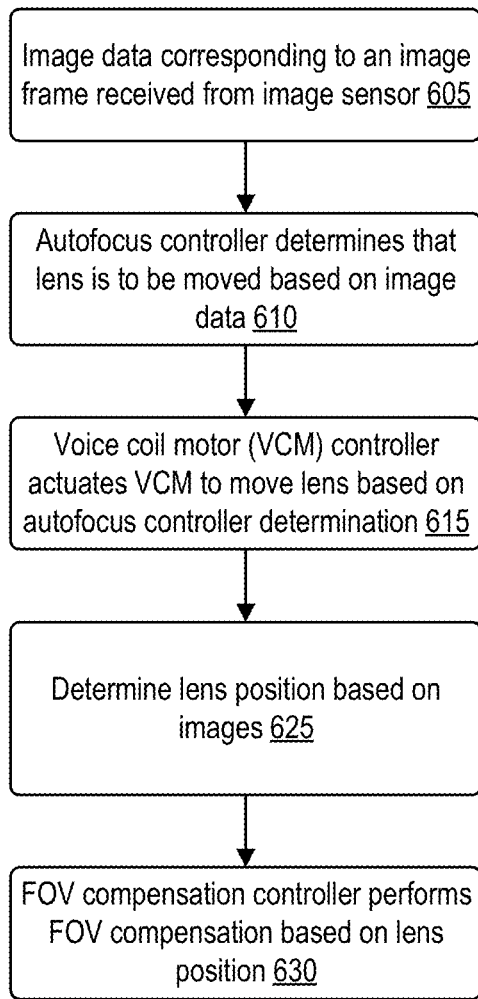 Image data corresponding to an image
frame received from image sensor 605
Autofocus controller determines that
lens is to be moved based on image
data 610
Voice coil motor (VCM) controller
actuates VCM to move lens based on
autofocus controller determination 615
Determine lens position based on
images 625
FOV compensation controller performs
FOV compensation based on lens
position 630